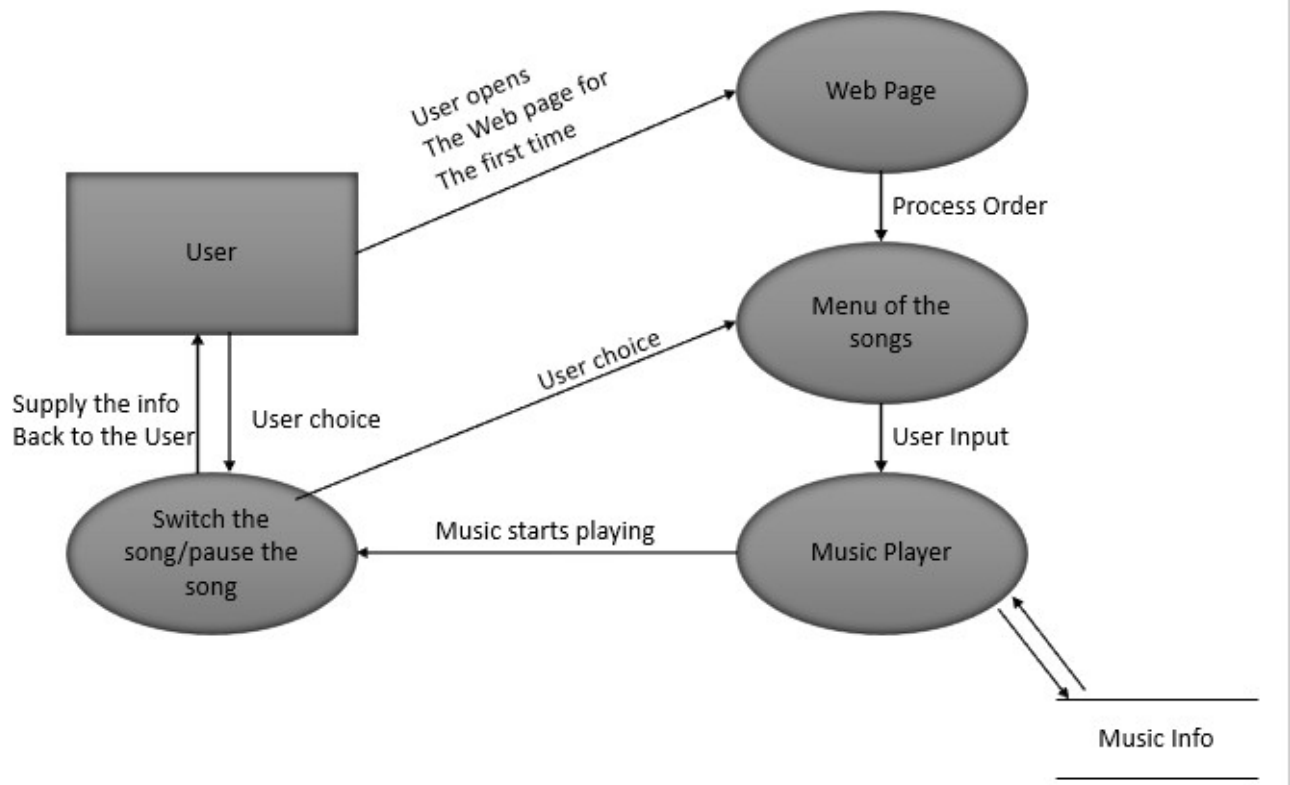 User opens
The Web page for
The first time
Web Page
User
Process Order
Menu of the
songs
User choice
Supply the info
Back to the User
User choice
User Input
Switch the
song/pause the
song
Music starts playing
Music Player
Music Info